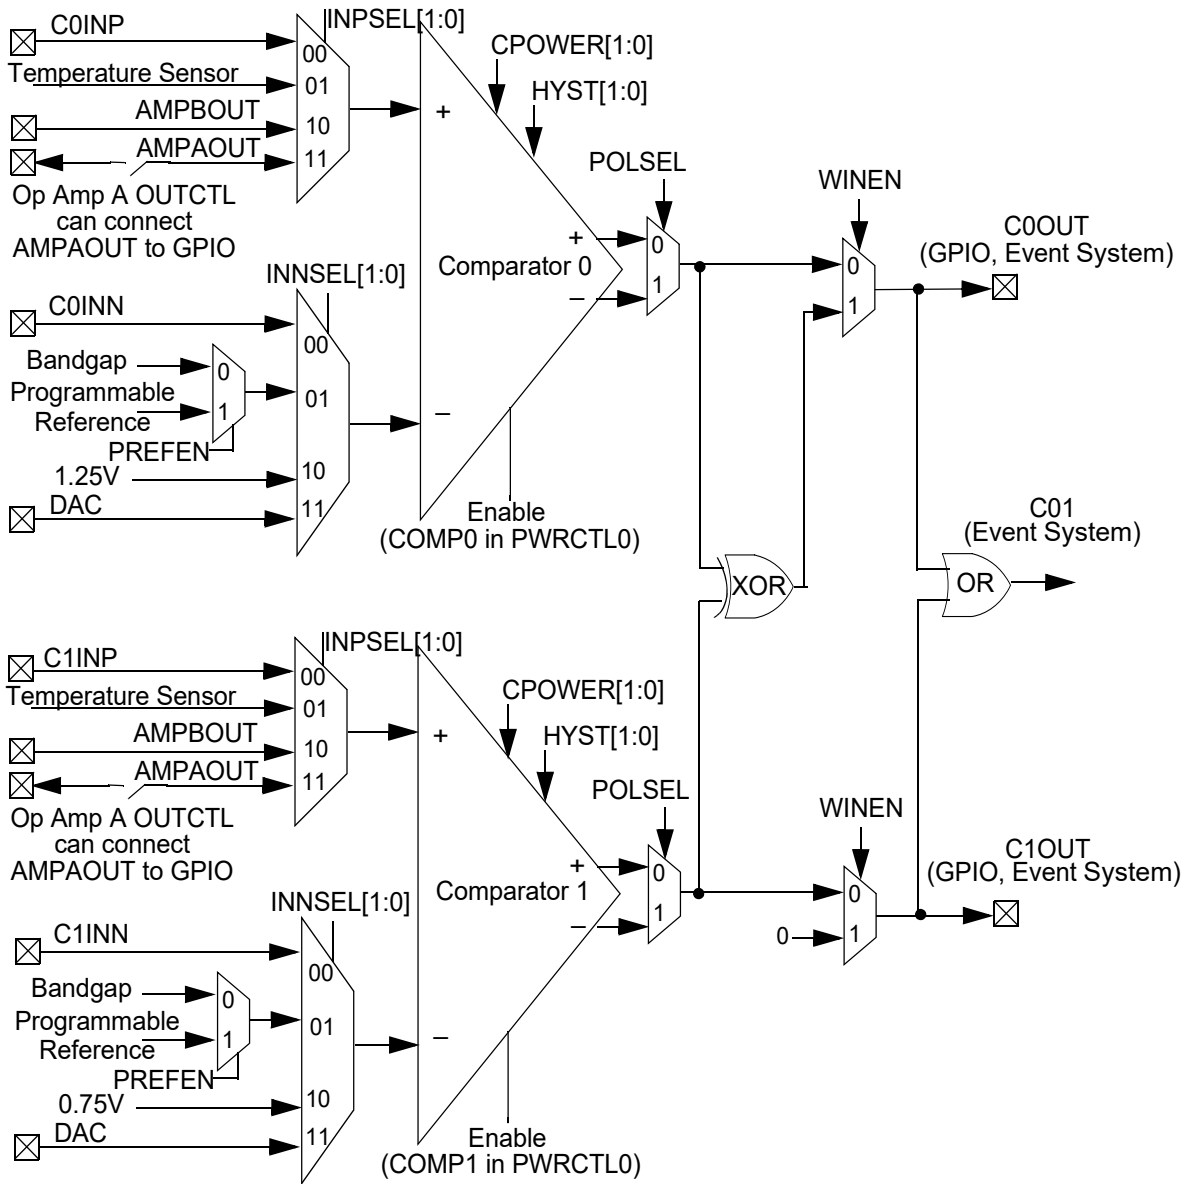 C0INP
INPSEL[1:0]
00
Temperature Sensor
01
AMPBOUT
10
AMPAOUT
11
Op Amp A OUTCTL
can connect
AMPAOUT to GPIO
CPOWER[1:0]
HYST[1:0]
+
POLSEL
WINEN
+
0
Comparator 0
–
1
0
1
C0OUT
(GPIO, Event System)
INNSEL[1:0]
C0INN
00
Bandgap
0
Programmable
Reference
1
01
PREFEN
–
1.25V
10
DAC
11
Enable
(COMP0 in PWRCTL0)
C01
(Event System)
XOR
OR
C1INP
INPSEL[1:0]
00
Temperature Sensor
01
AMPBOUT
10
AMPAOUT
11
Op Amp A OUTCTL
can connect
AMPAOUT to GPIO
CPOWER[1:0]
HYST[1:0]
+
POLSEL
WINEN
+
0
Comparator 1
–
1
0
0
1
C1OUT
(GPIO, Event System)
INNSEL[1:0]
C1INN
00
Bandgap
0
Programmable
Reference
1
01
PREFEN
–
0.75V
10
DAC
11
Enable
(COMP1 in PWRCTL0)